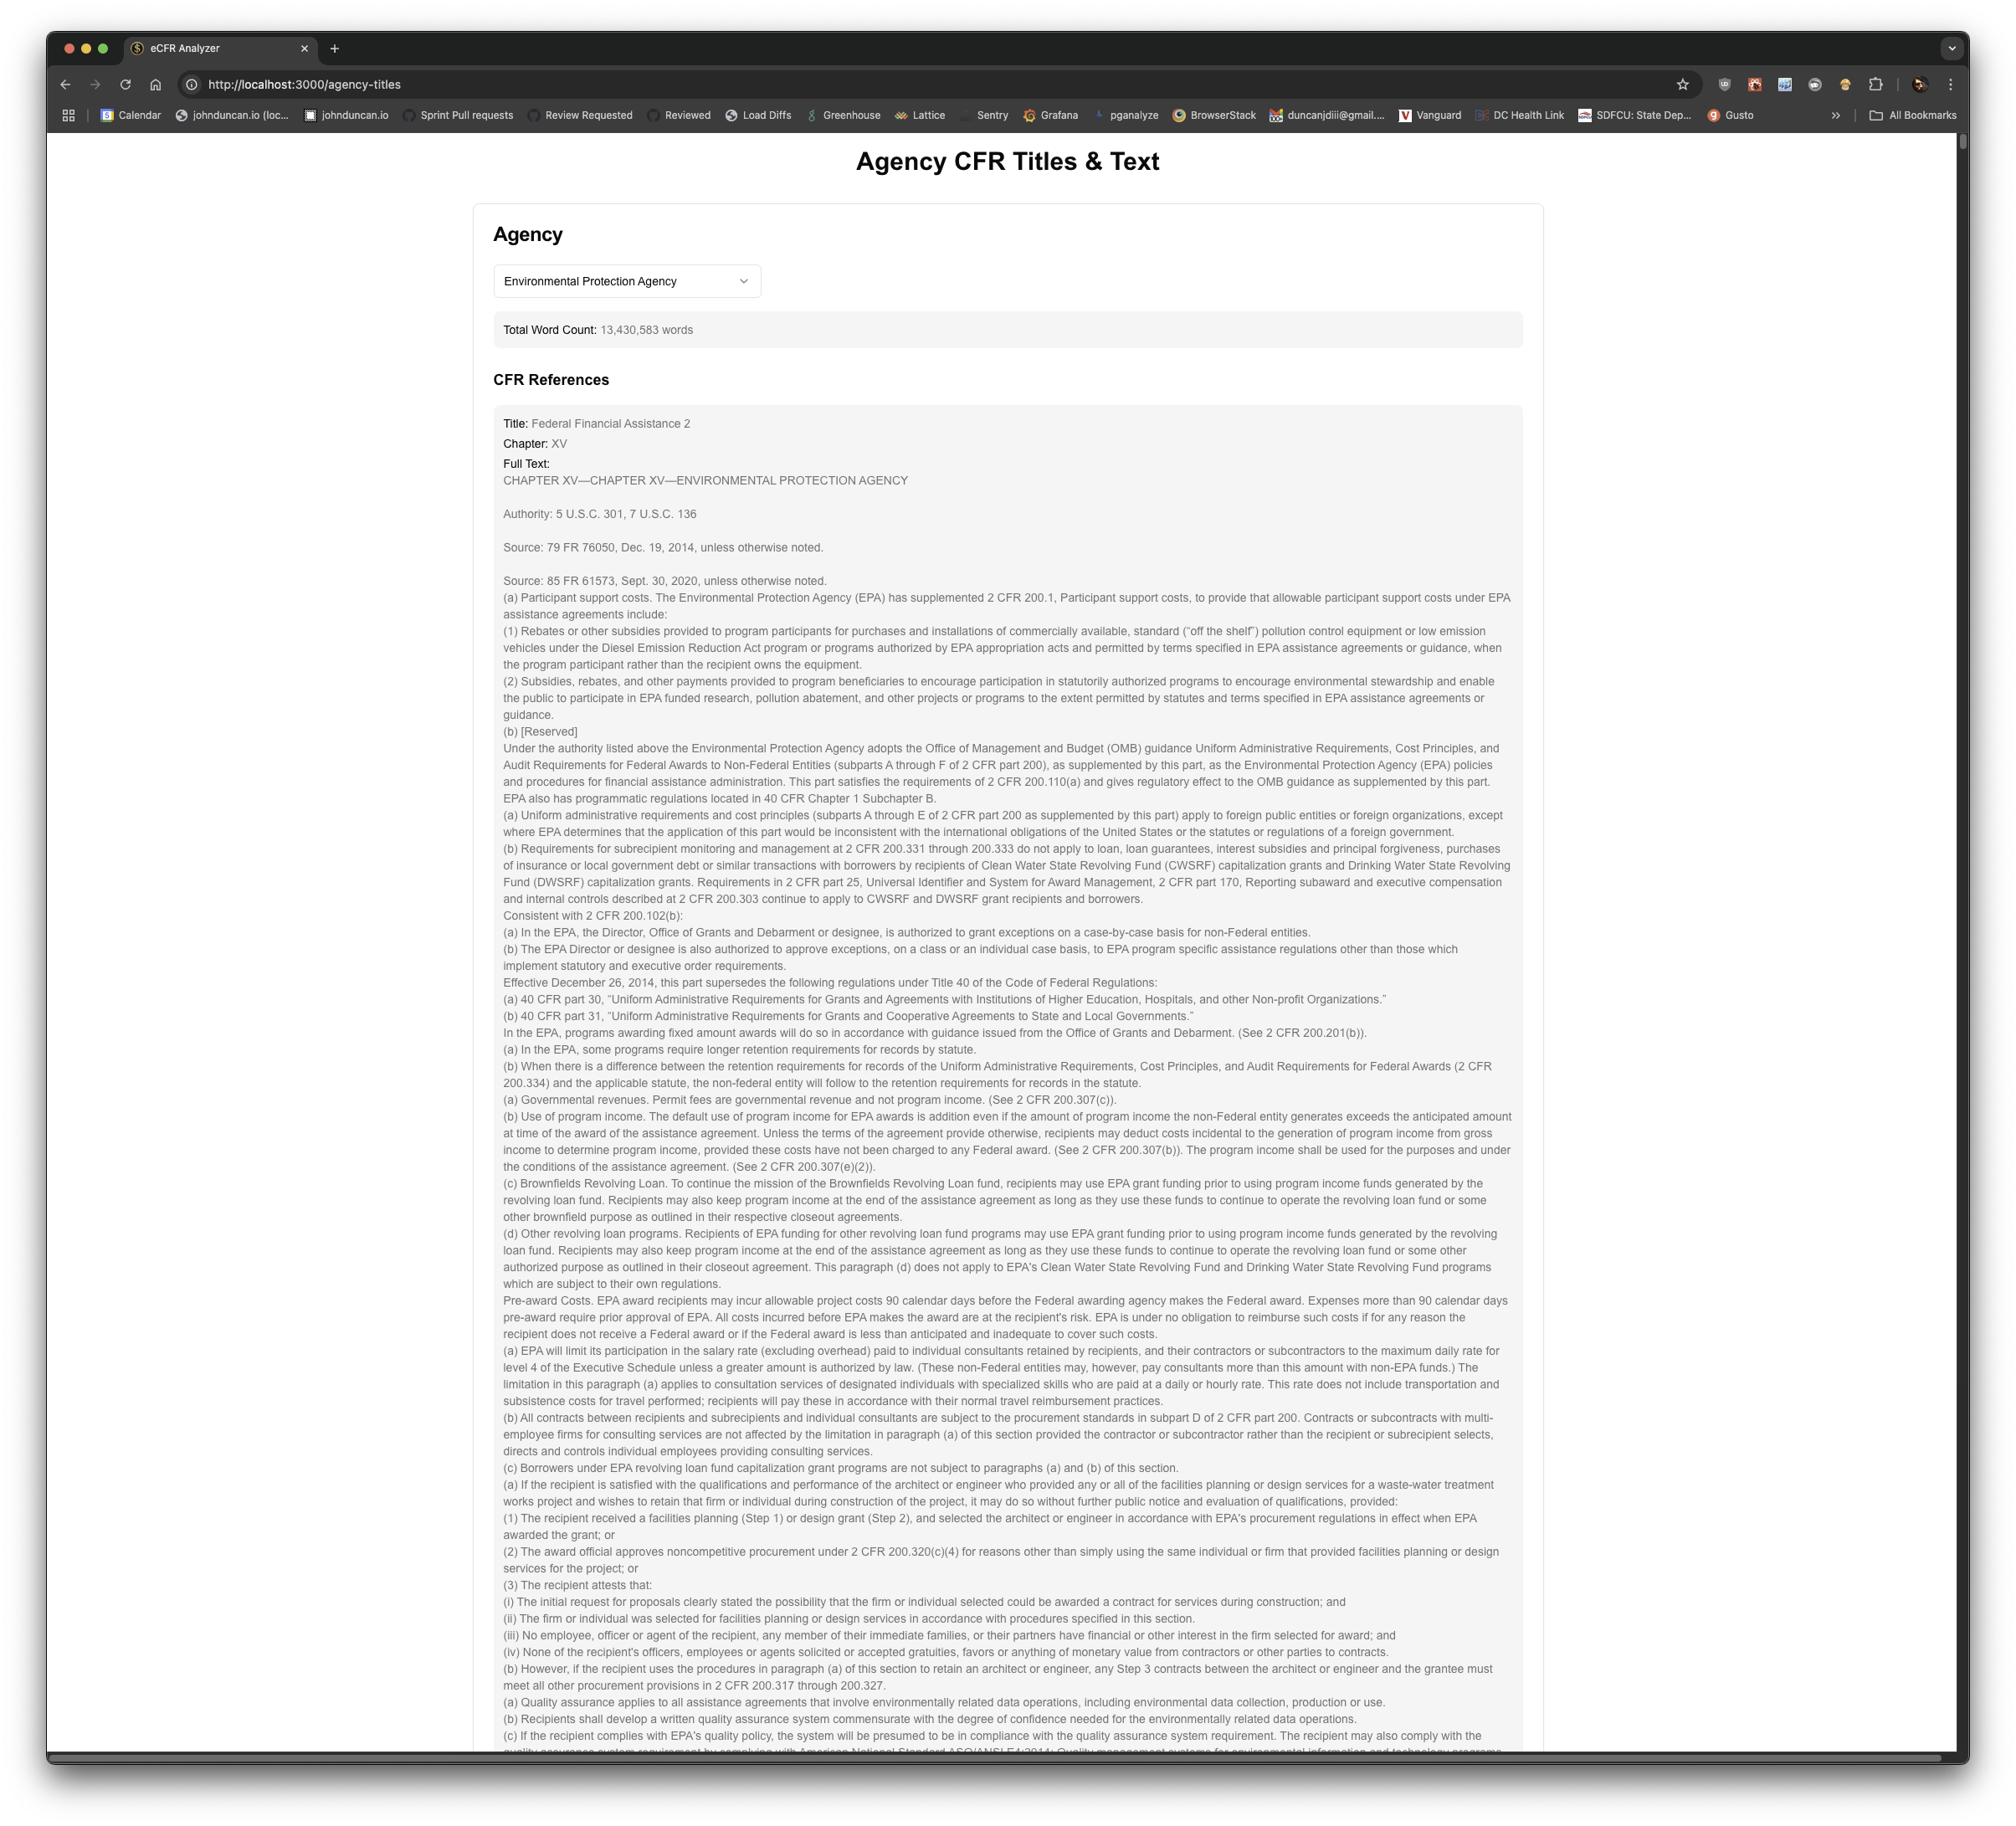 eCFR Analyzer
http://localhost:3000/agency-titles
Calendar
johnduncan.io (loc...
johnduncan.io
Sprint Pull requests
Review Requested
Reviewed
Load Diffs
Greenhouse
Lattice
Sentry
Grafana
pganalyze
BrowserStack
duncanjdiii@gmail....
Vanguard
DC Health Link
SDFCU: State Dep...
Gusto
All Bookmarks
Agency CFR Titles & Text
Agency
Environmental Protection Agency
Total Word Count: 13,430,583 words
CFR References
Title: Federal Financial Assistance 2
Chapter: XV
Full Text:
CHAPTER XV—CHAPTER XV—ENVIRONMENTAL PROTECTION AGENCY
Authority: 5 U.S.C. 301, 7 U.S.C. 136
Source: 79 FR 76050, Dec. 19, 2014, unless otherwise noted.
Source: 85 FR 61573, Sept. 30, 2020, unless otherwise noted.
(a) Participant support costs. The Environmental Protection Agency (EPA) has supplemented 2 CFR 200.1, Participant support costs, to provide that allowable participant support costs under EPA
assistance agreements include:
(1) Rebates or other subsidies provided to program participants for purchases and installations of commercially available, standard (“off the shelf”) pollution control equipment or low emission
vehicles under the Diesel Emission Reduction Act program or programs authorized by EPA appropriation acts and permitted by terms specified in EPA assistance agreements or guidance, when
the program participant rather than the recipient owns the equipment.
(2) Subsidies, rebates, and other payments provided to program beneficiaries to encourage participation in statutorily authorized programs to encourage environmental stewardship and enable
the public to participate in EPA funded research, pollution abatement, and other projects or programs to the extent permitted by statutes and terms specified in EPA assistance agreements or
guidance.
(b) [Reserved]
Under the authority listed above the Environmental Protection Agency adopts the Office of Management and Budget (OMB) guidance Uniform Administrative Requirements, Cost Principles, and
Audit Requirements for Federal Awards to Non-Federal Entities (subparts A through F of 2 CFR part 200), as supplemented by this part, as the Environmental Protection Agency (EPA) policies
and procedures for financial assistance administration. This part satisfies the requirements of 2 CFR 200.110(a) and gives regulatory effect to the OMB guidance as supplemented by this part.
EPA also has programmatic regulations located in 40 CFR Chapter 1 Subchapter B.
(a) Uniform administrative requirements and cost principles (subparts A through E of 2 CFR part 200 as supplemented by this part) apply to foreign public entities or foreign organizations, except
where EPA determines that the application of this part would be inconsistent with the international obligations of the United States or the statutes or regulations of a foreign government.
(b) Requirements for subrecipient monitoring and management at 2 CFR 200.331 through 200.333 do not apply to loan, loan guarantees, interest subsidies and principal forgiveness, purchases
of insurance or local government debt or similar transactions with borrowers by recipients of Clean Water State Revolving Fund (CWSRF) capitalization grants and Drinking Water State Revolving
Fund (DWSRF) capitalization grants. Requirements in 2 CFR part 25, Universal Identifier and System for Award Management, 2 CFR part 170, Reporting subaward and executive compensation
and internal controls described at 2 CFR 200.303 continue to apply to CWSRF and DWSRF grant recipients and borrowers.
Consistent with 2 CFR 200.102(b):
(a) In the EPA, the Director, Office of Grants and Debarment or designee, is authorized to grant exceptions on a case-by-case basis for non-Federal entities.
(b) The EPA Director or designee is also authorized to approve exceptions, on a class or an individual case basis, to EPA program specific assistance regulations other than those which
implement statutory and executive order requirements.
Effective December 26, 2014, this part supersedes the following regulations under Title 40 of the Code of Federal Regulations:
(a) 40 CFR part 30, “Uniform Administrative Requirements for Grants and Agreements with Institutions of Higher Education, Hospitals, and other Non-profit Organizations.”
(b) 40 CFR part 31, “Uniform Administrative Requirements for Grants and Cooperative Agreements to State and Local Governments.”
In the EPA, programs awarding fixed amount awards will do so in accordance with guidance issued from the Office of Grants and Debarment. (See 2 CFR 200.201(b)).
(a) In the EPA, some programs require longer retention requirements for records by statute.
(b) When there is a difference between the retention requirements for records of the Uniform Administrative Requirements, Cost Principles, and Audit Requirements for Federal Awards (2 CFR
200.334) and the applicable statute, the non-federal entity will follow to the retention requirements for records in the statute.
(a) Governmental revenues. Permit fees are governmental revenue and not program income. (See 2 CFR 200.307(c)).
(b) Use of program income. The default use of program income for EPA awards is addition even if the amount of program income the non-Federal entity generates exceeds the anticipated amount
at time of the award of the assistance agreement. Unless the terms of the agreement provide otherwise, recipients may deduct costs incidental to the generation of program income from gross
income to determine program income, provided these costs have not been charged to any Federal award. (See 2 CFR 200.307(b)). The program income shall be used for the purposes and under
the conditions of the assistance agreement. (See 2 CFR 200.307(e)(2)).
(c) Brownfields Revolving Loan. To continue the mission of the Brownfields Revolving Loan fund, recipients may use EPA grant funding prior to using program income funds generated by the
revolving loan fund. Recipients may also keep program income at the end of the assistance agreement as long as they use these funds to continue to operate the revolving loan fund or some
other brownfield purpose as outlined in their respective closeout agreements.
(d) Other revolving loan programs. Recipients of EPA funding for other revolving loan fund programs may use EPA grant funding prior to using program income funds generated by the revolving
loan fund. Recipients may also keep program income at the end of the assistance agreement as long as they use these funds to continue to operate the revolving loan fund or some other
authorized purpose as outlined in their closeout agreement. This paragraph (d) does not apply to EPA's Clean Water State Revolving Fund and Drinking Water State Revolving Fund programs
which are subject to their own regulations.
Pre-award Costs. EPA award recipients may incur allowable project costs 90 calendar days before the Federal awarding agency makes the Federal award. Expenses more than 90 calendar days
pre-award require prior approval of EPA. All costs incurred before EPA makes the award are at the recipient's risk. EPA is under no obligation to reimburse such costs if for any reason the
recipient does not receive a Federal award or if the Federal award is less than anticipated and inadequate to cover such costs.
(a) EPA will limit its participation in the salary rate (excluding overhead) paid to individual consultants retained by recipients, and their contractors or subcontractors to the maximum daily rate for
level 4 of the Executive Schedule unless a greater amount is authorized by law. (These non-Federal entities may, however, pay consultants more than this amount with non-EPA funds.) The
limitation in this paragraph (a) applies to consultation services of designated individuals with specialized skills who are paid at a daily or hourly rate. This rate does not include transportation and
subsistence costs for travel performed; recipients will pay these in accordance with their normal travel reimbursement practices.
(b) All contracts between recipients and subrecipients and individual consultants are subject to the procurement standards in subpart D of 2 CFR part 200. Contracts or subcontracts with multi-
employee firms for consulting services are not affected by the limitation in paragraph (a) of this section provided the contractor or subcontractor rather than the recipient or subrecipient selects,
directs and controls individual employees providing consulting services.
(c) Borrowers under EPA revolving loan fund capitalization grant programs are not subject to paragraphs (a) and (b) of this section.
(a) If the recipient is satisfied with the qualifications and performance of the architect or engineer who provided any or all of the facilities planning or design services for a waste-water treatment
works project and wishes to retain that firm or individual during construction of the project, it may do so without further public notice and evaluation of qualifications, provided:
(1) The recipient received a facilities planning (Step 1) or design grant (Step 2), and selected the architect or engineer in accordance with EPA's procurement regulations in effect when EPA
awarded the grant; or
(2) The award official approves noncompetitive procurement under 2 CFR 200.320(c)(4) for reasons other than simply using the same individual or firm that provided facilities planning or design
services for the project; or
(3) The recipient attests that:
(i) The initial request for proposals clearly stated the possibility that the firm or individual selected could be awarded a contract for services during construction; and
(ii) The firm or individual was selected for facilities planning or design services in accordance with procedures specified in this section.
(iii) No employee, officer or agent of the recipient, any member of their immediate families, or their partners have financial or other interest in the firm selected for award; and
(iv) None of the recipient's officers, employees or agents solicited or accepted gratuities, favors or anything of monetary value from contractors or other parties to contracts.
(b) However, if the recipient uses the procedures in paragraph (a) of this section to retain an architect or engineer, any Step 3 contracts between the architect or engineer and the grantee must
meet all other procurement provisions in 2 CFR 200.317 through 200.327.
(a) Quality assurance applies to all assistance agreements that involve environmentally related data operations, including environmental data collection, production or use.
(b) Recipients shall develop a written quality assurance system commensurate with the degree of confidence needed for the environmentally related data operations.
(c) If the recipient complies with EPA's quality policy, the system will be presumed to be in compliance with the quality assurance system requirement. The recipient may also comply with the